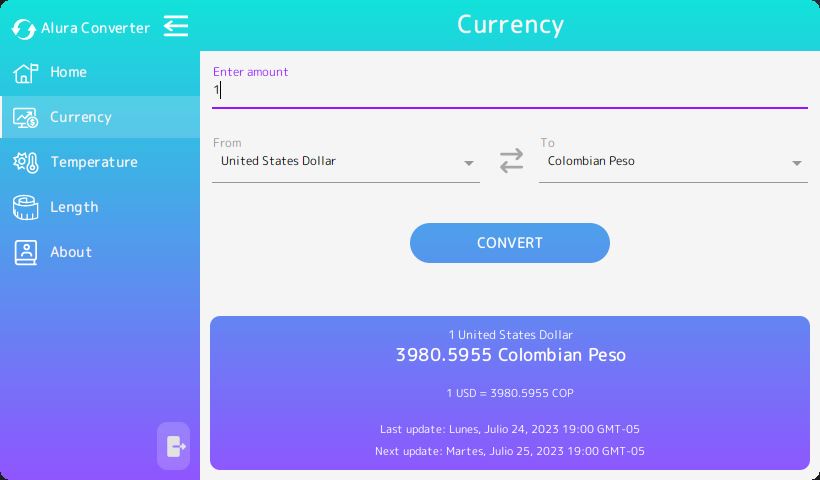 Alura Converter
Home
Currency
Temperature
Length
About
Currency
Enter amount
1
From
United States Dollar
To
Colombian Peso
CONVERT
1 United States Dollar
3980.5955 Colombian Peso
1 USD = 3980.5955 COP
Last update: Lunes, Julio 24, 2023 19:00 GMT-05
Next update: Martes, Julio 25, 2023 19:00 GMT-05